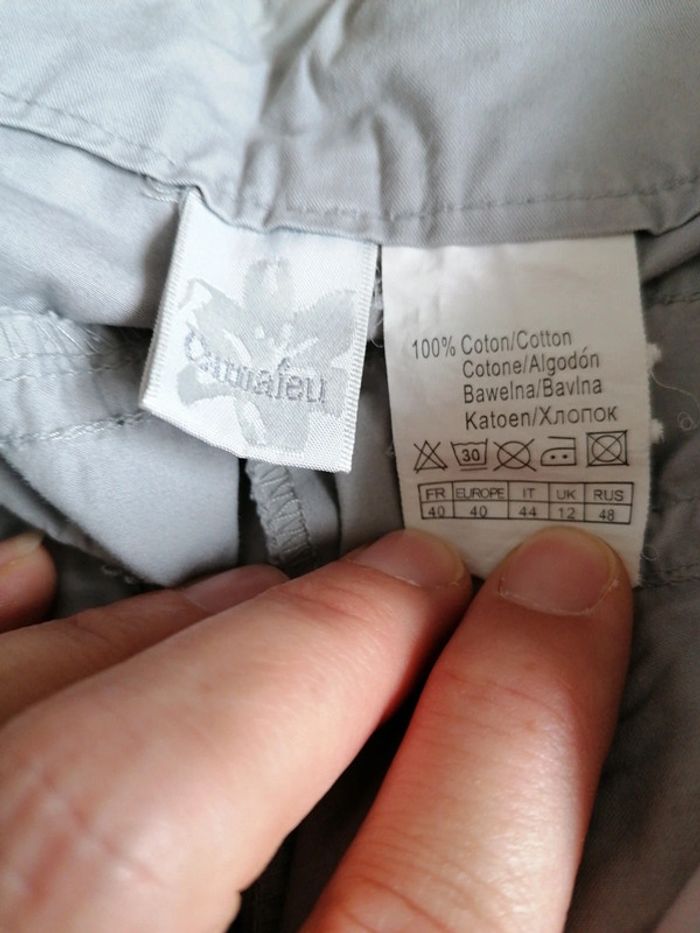 Camaïeu
100% Coton/Cotton
Cotone/Algodón
Bawelna/Bavlna
Katoen/Хлопок
30
FR EUROPE IT UK RUS
40 40 44 12 48